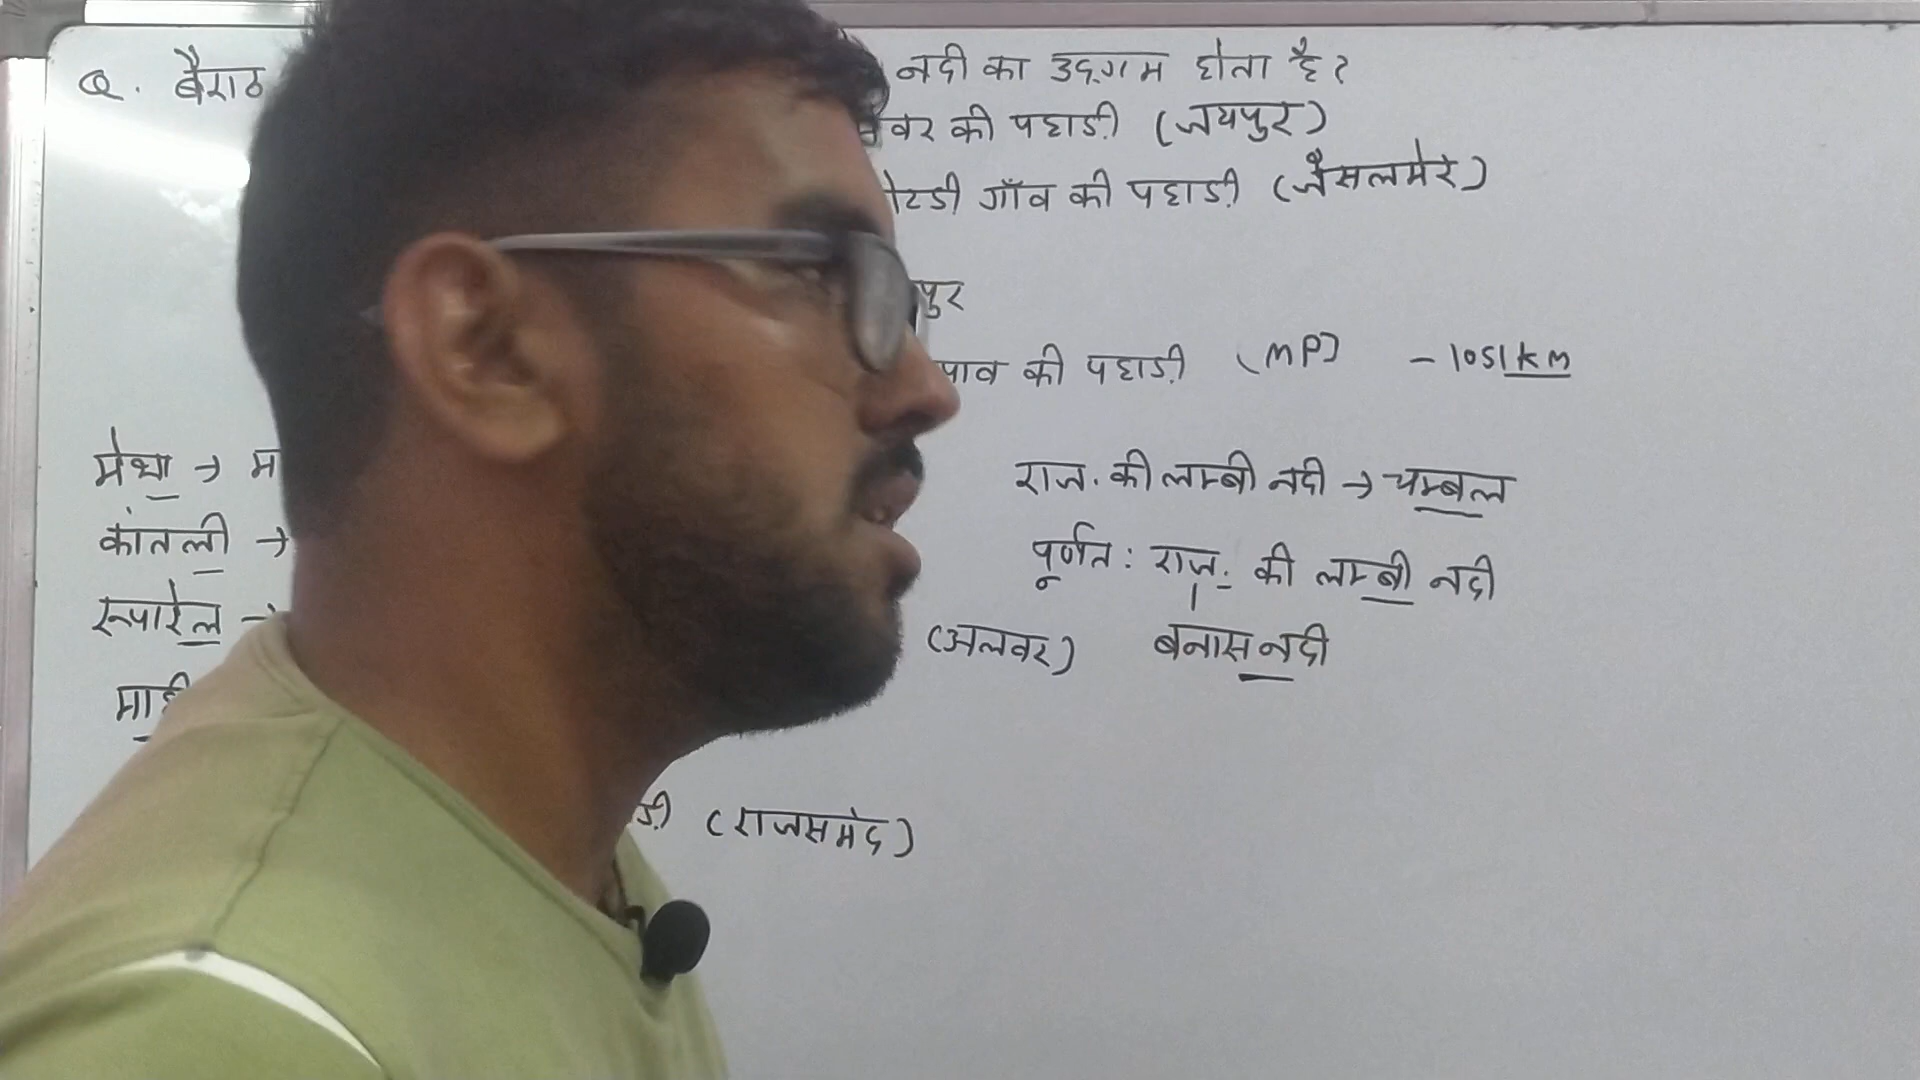 Q. बैराठ नदी का उद्गम होता है?
वर की पहाड़ी (जयपुर)
गाँव की पहाड़ी (जैसलमेर)
पुर
की पहाड़ी (MP) - 1051 km
मेंथा →
राज. की लम्बी नदी → चम्बल
कांतली →
पूर्णत: राज. की लम्बी नदी
रूपारेल →
(अलवर) बनास नदी
(राजसमंद)